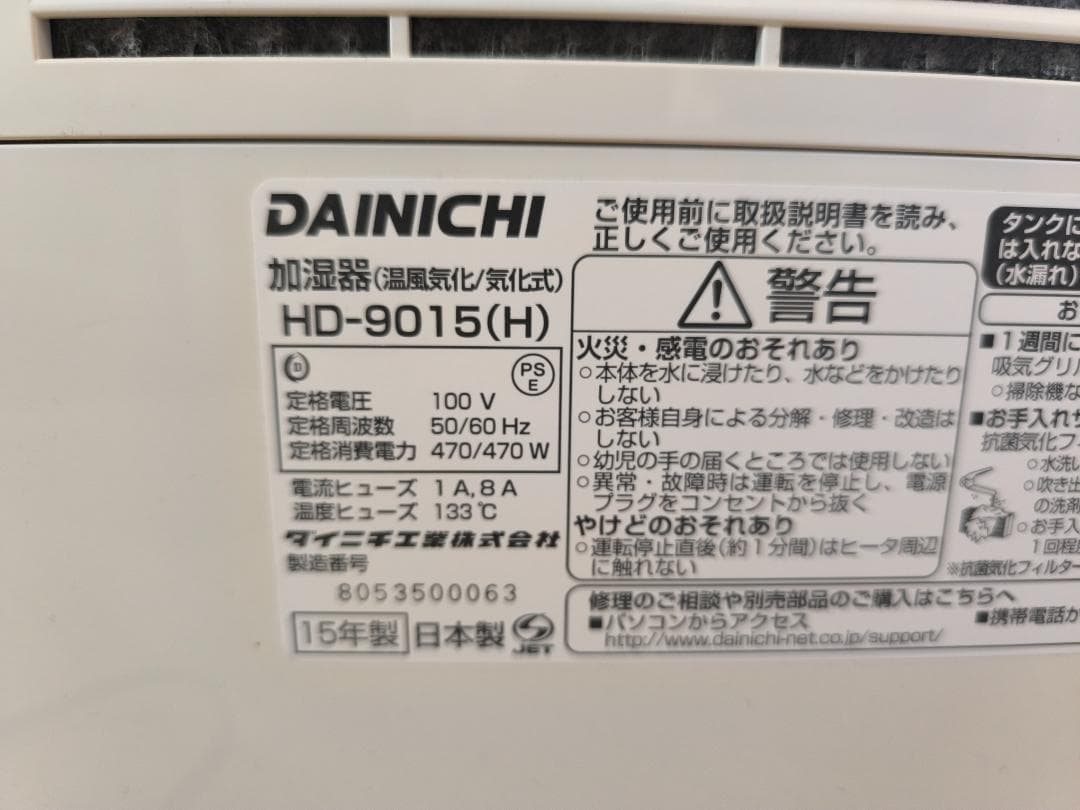 DAINICHI
加湿器(温風気化/気化式)
HD-9015(H)
D
PS
E
定格電圧 100 V
定格周波数 50/60 Hz
定格消費電力 470/470 W
電流ヒューズ 1A,8A
温度ヒューズ 133℃
ダイニチ工業株式会社
製造番号
8053500063
15年製 日本製 JET
ご使用前に取扱説明書を読み、
正しくご使用ください。
警告
火災・感電のおそれあり
○本体を水に浸けたり、水などをかけたり
しない
○お客様自身による分解・修理・改造は
しない
○幼児の手の届くところでは使用しない
○異常・故障時は運転を停止し、電源
プラグをコンセントから抜く
やけどのおそれあり
○運転停止直後(約1分間)はヒータ周辺
に触れない
修理のご相談や別売部品のご購入はこちらへ
■パソコンからアクセス
http://www.dainichi-net.co.jp/support/
■携帯電話か
タンクに
は入れな
(水漏れ)
お
■1週間に
吸気グリル
○掃除機な
■お手入れサ
抗菌気化フィ
○水洗い
○吹き出
の洗剤
○お手入
1回程度
※抗菌気化フィルター